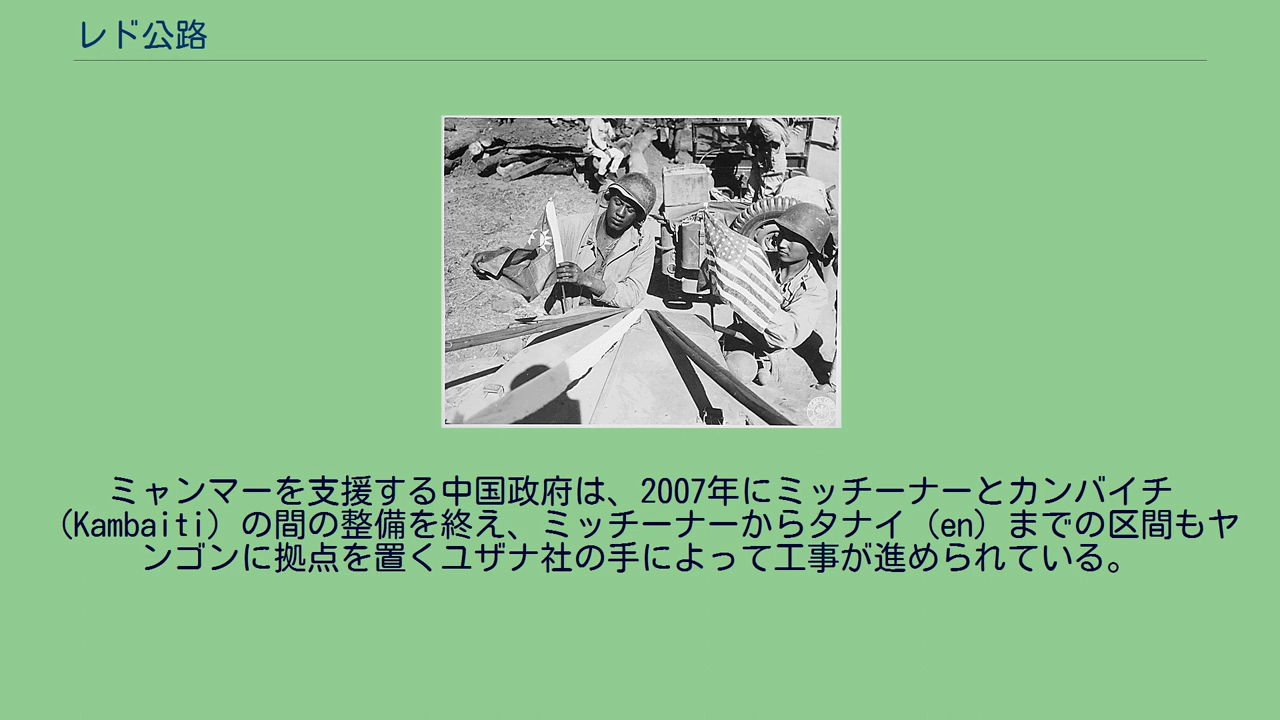 レド公路
ミャンマーを支援する中国政府は、2007年にミッチーナーとカンバイチ
（Kambaiti）の間の整備を終え、ミッチーナーからタナイ（en）までの区間もヤ
ンゴンに拠点を置くユザナ社の手によって工事が進められている。